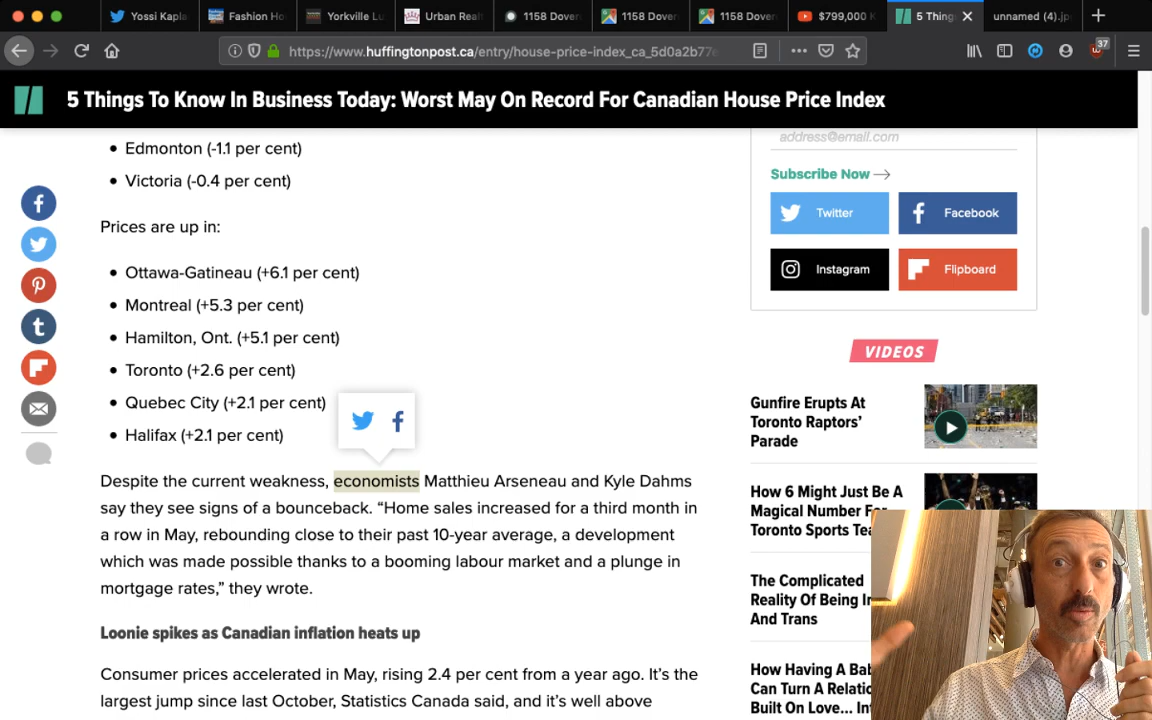 Yossi Kapla
Fashion Ho
Yorkville Lu
Urban Real
1158 Dover
1158 Dover
1158 Dover
$799,000
5 Thing
unnamed (4).jp
https://www.huffingtonpost.ca/entry/house-price-index_ca_5d0a2b77e
37
5 Things To Know In Business Today: Worst May On Record For Canadian House Price Index
Edmonton (-1.1 per cent)
Victoria (-0.4 per cent)
Prices are up in:
Ottawa-Gatineau (+6.1 per cent)
Montreal (+5.3 per cent)
Hamilton, Ont. (+5.1 per cent)
Toronto (+2.6 per cent)
Quebec City (+2.1 per cent)
Halifax (+2.1 per cent)
Despite the current weakness, economists Matthieu Arseneau and Kyle Dahms
say they see signs of a bounceback. “Home sales increased for a third month in
a row in May, rebounding close to their past 10-year average, a development
which was made possible thanks to a booming labour market and a plunge in
mortgage rates,” they wrote.
Loonie spikes as Canadian inflation heats up
Consumer prices accelerated in May, rising 2.4 per cent from a year ago. It’s the
largest jump since last October, Statistics Canada said, and it’s well above
address@email.com
Subscribe Now
Twitter
Facebook
Instagram
Flipboard
VIDEOS
Gunfire Erupts At
Toronto Raptors’
Parade
How 6 Might Just Be A
Magical Number For
Toronto Sports Tea
The Complicated
Reality Of Being In
And Trans
How Having A Bab
Can Turn A Relatio
Built On Love... Int